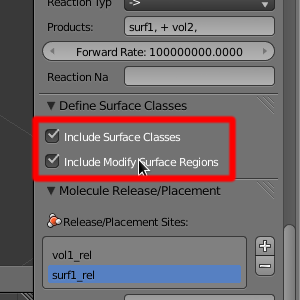 Reaction Typ
->
Products:
surf1, + vol2,
Forward Rate: 100000000.0000
Reaction Na
Define Surface Classes
Include Surface Classes
Include Modify Surface Regions
Molecule Release/Placement
Release/Placement Sites:
vol1_rel
surf1_rel